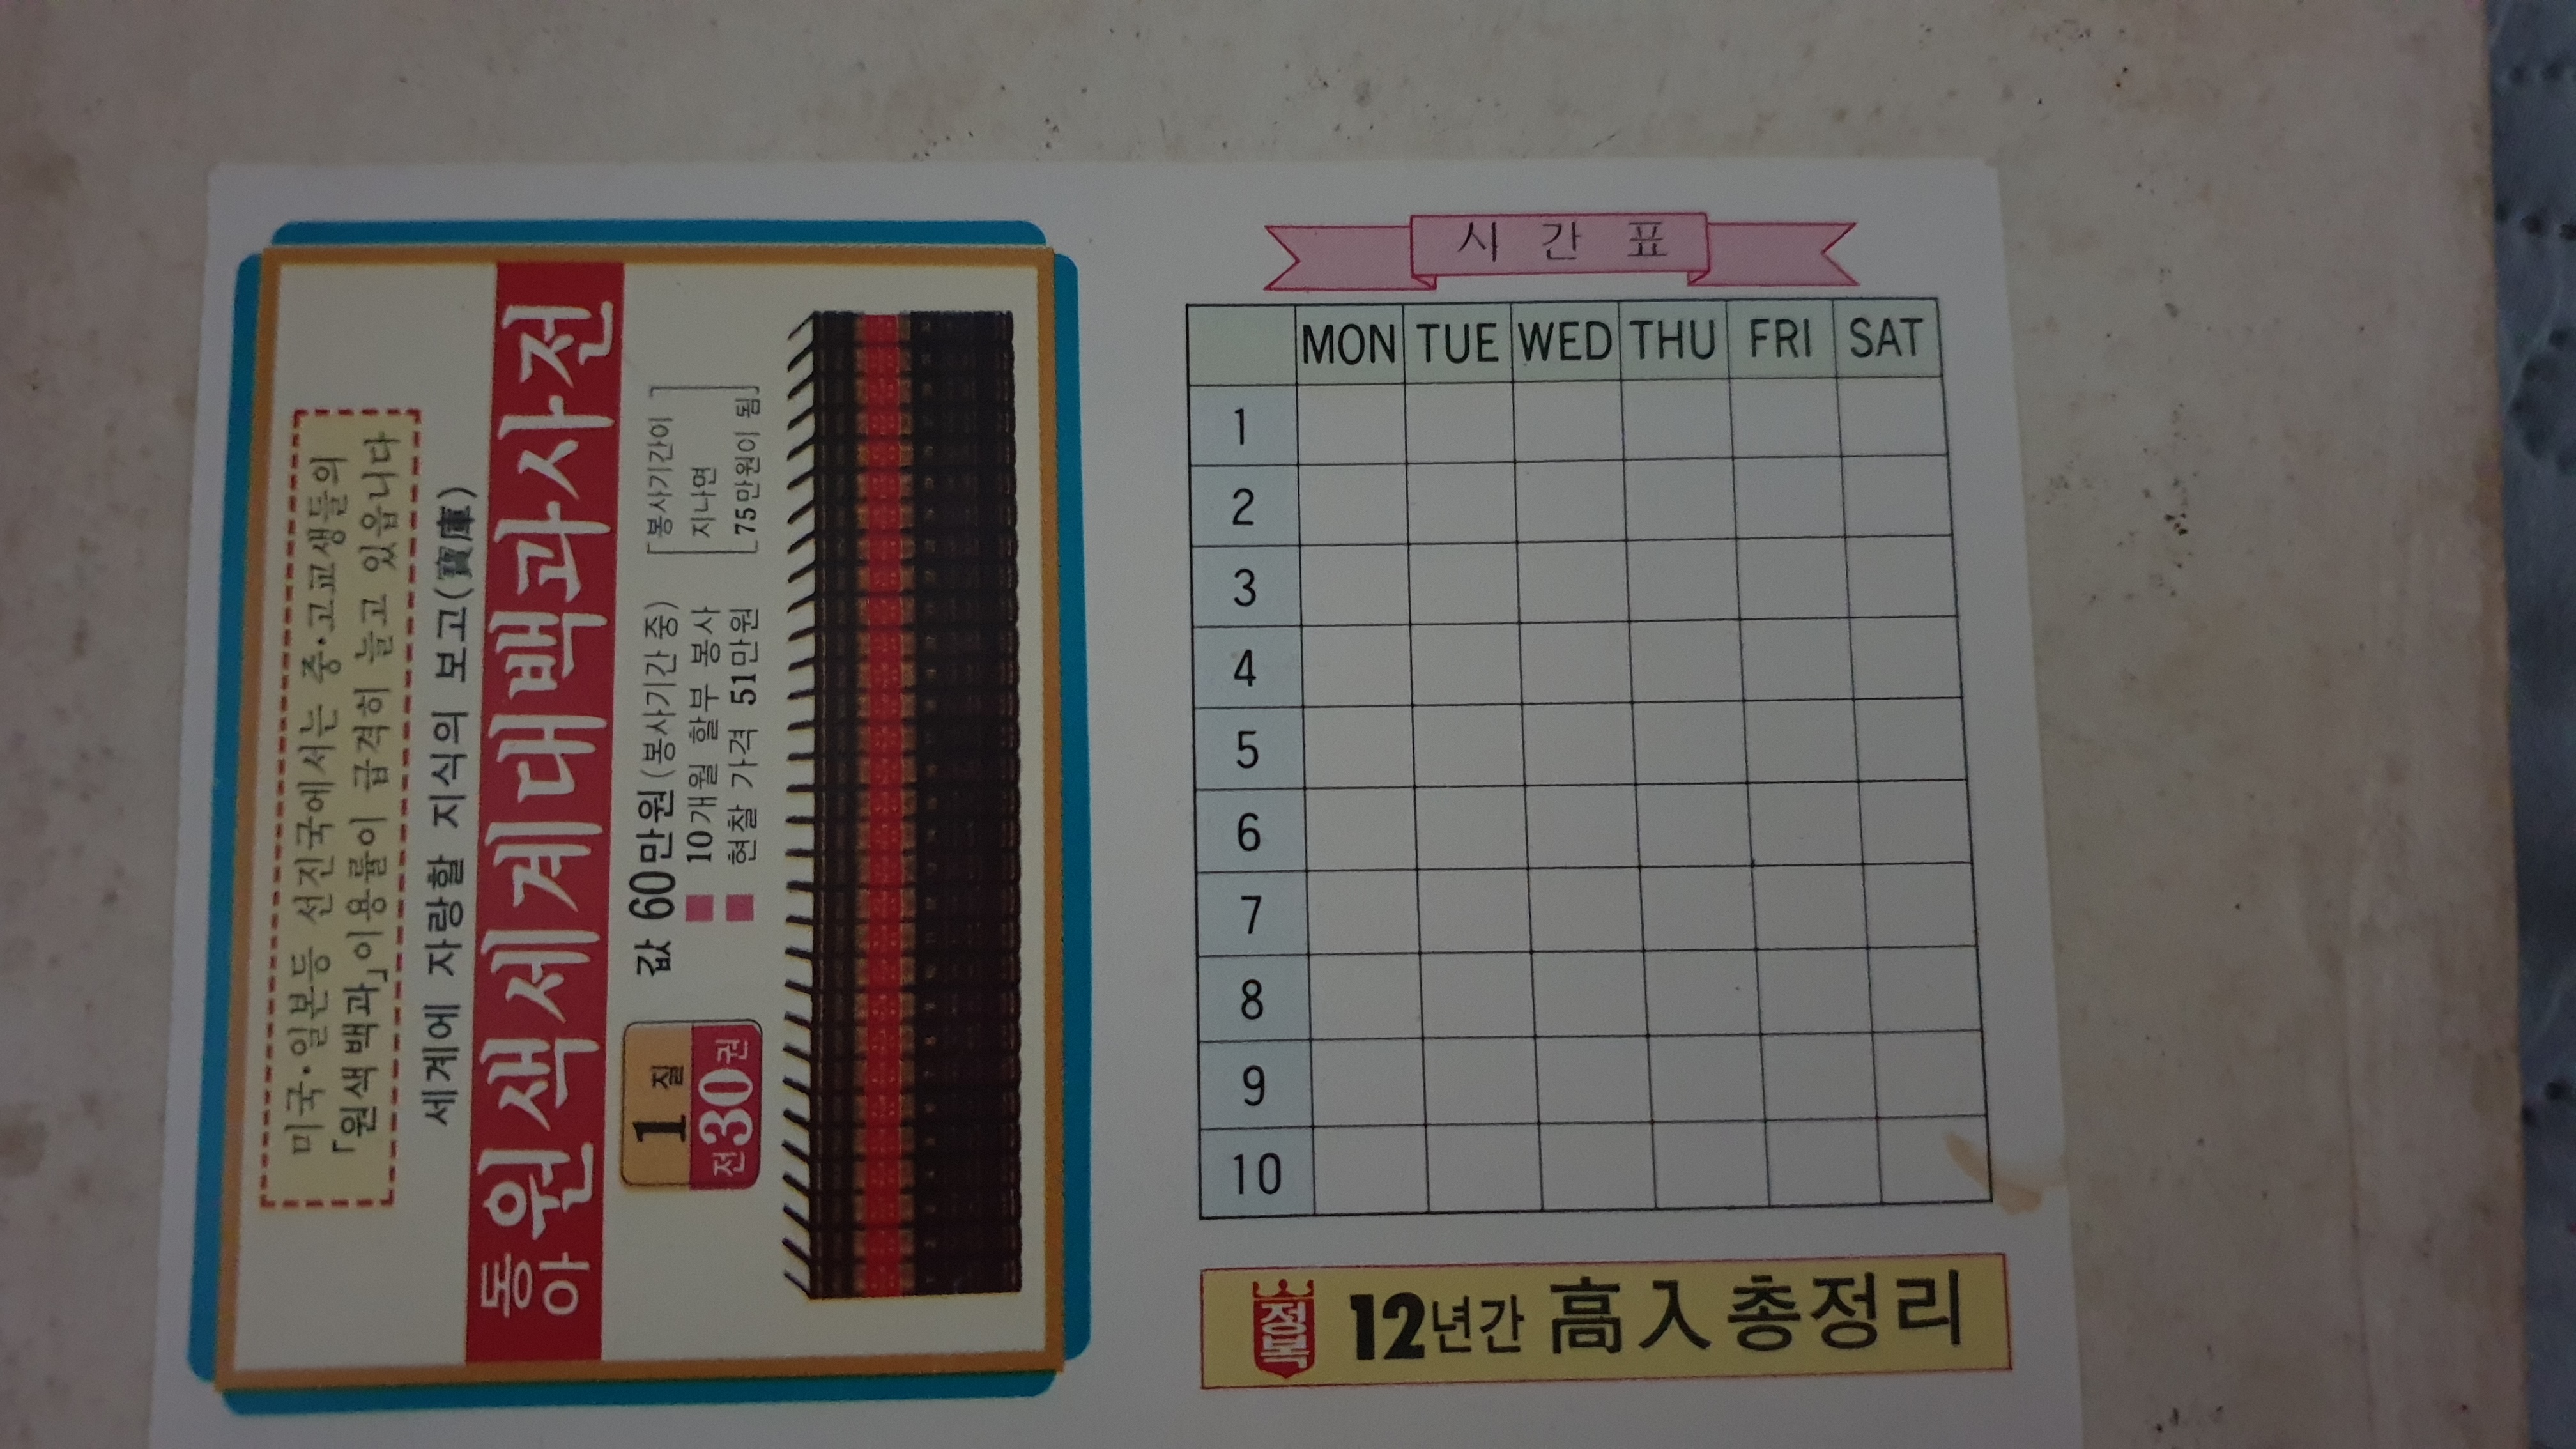 미국·일본등 선진국에서는 중·고교생들의
「원색백과」이용률이 급격히 늘고 있읍니다
세계에 자랑할 지식의 보고(寶庫)
동아 원색세계대백과사전
1질
전30권
값 60만원(봉사기간 중)
10개월 할부 봉사
현찰 가격 51만원
[봉사기간이
지나면
75만원이 됨]
시 간 표
MON TUE WED THU FRI SAT
1
2
3
4
5
6
7
8
9
10
정복 12년간 高入총정리